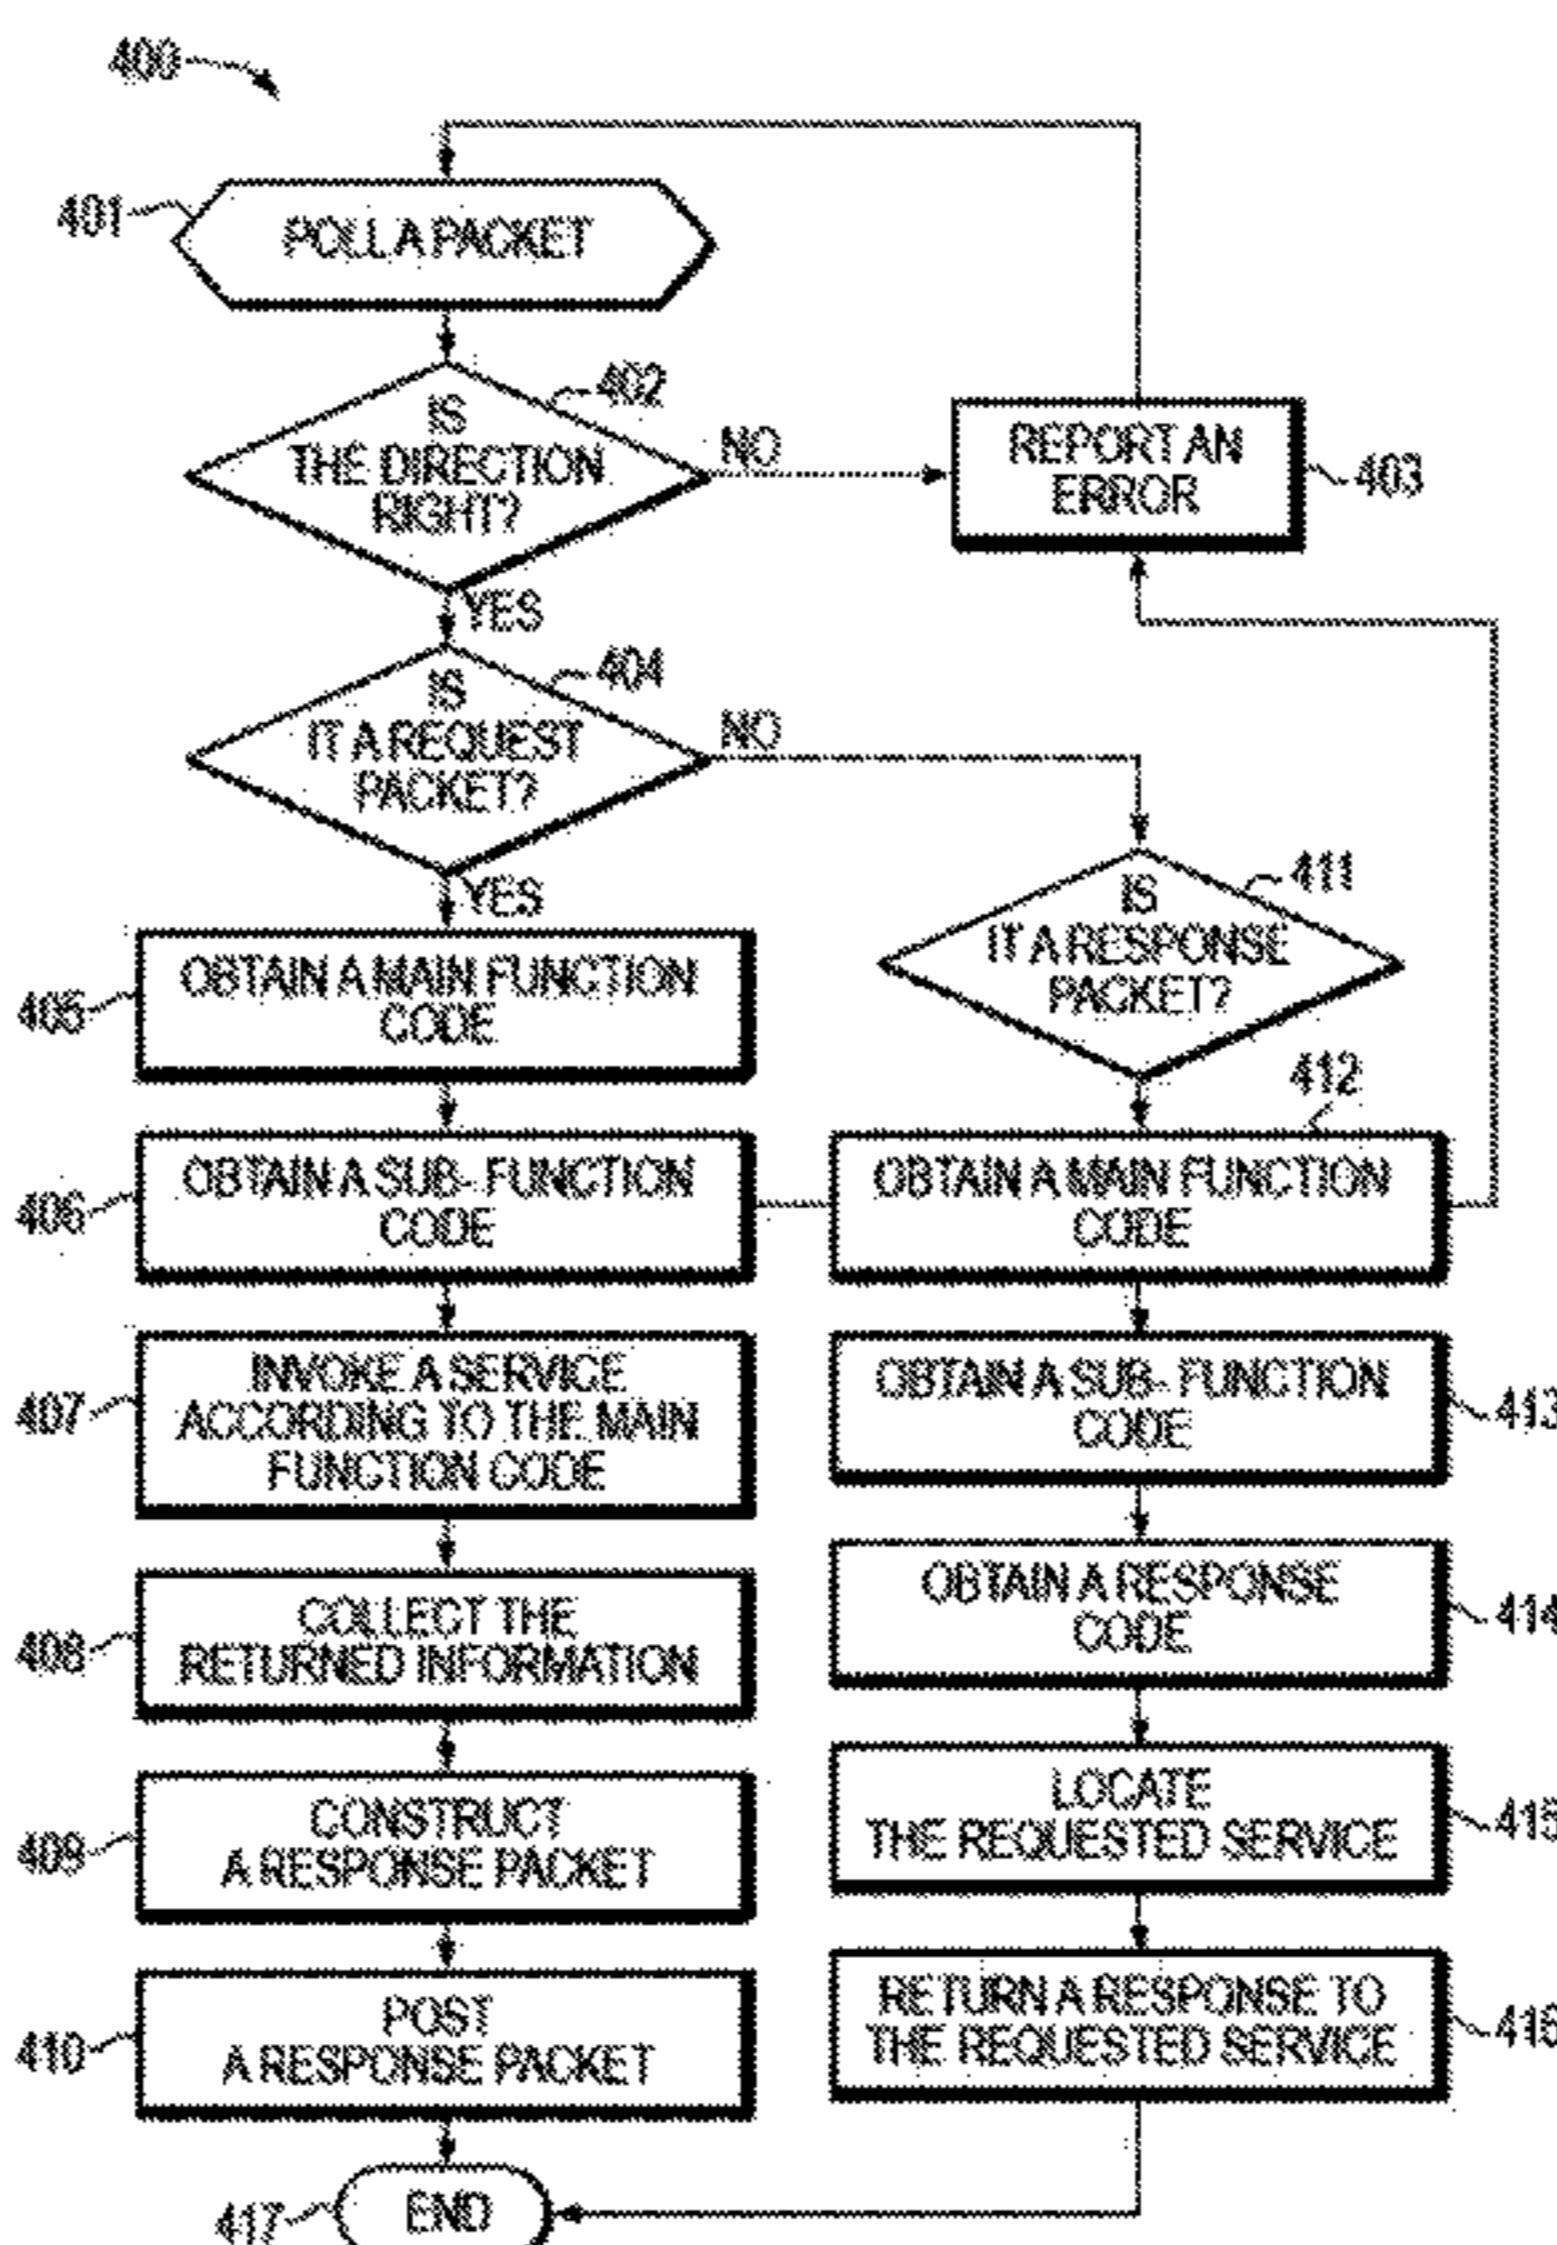 400
401
POLL A PACKET
402
IS
THE DIRECTION
RIGHT?
NO
REPORT AN
ERROR
403
YES
404
IS
IT A REQUEST
PACKET?
NO
YES
411
IS
IT A RESPONSE
PACKET?
405
OBTAIN A MAIN FUNCTION
CODE
412
406
OBTAIN A SUB- FUNCTION
CODE
OBTAIN A MAIN FUNCTION
CODE
407
INVOKE A SERVICE
ACCORDING TO THE MAIN
FUNCTION CODE
OBTAIN A SUB- FUNCTION
CODE
413
408
COLLECT THE
RETURNED INFORMATION
OBTAIN A RESPONSE
CODE
414
409
CONSTRUCT
A RESPONSE PACKET
LOCATE
THE REQUESTED SERVICE
415
410
POST
A RESPONSE PACKET
RETURN A RESPONSE TO
THE REQUESTED SERVICE
416
417
END